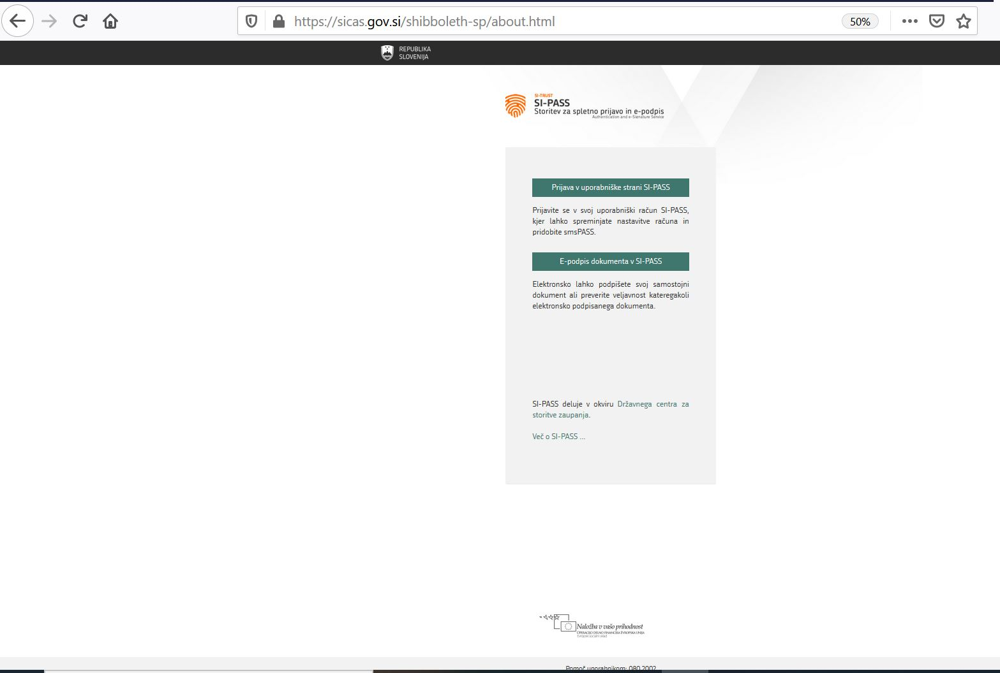 https://sicas.gov.si/shibboleth-sp/about.html
50%
REPUBLIKA
SLOVENIJA
SI-TRUST
SI-PASS
Storitev za spletno prijavo in e-podpis
Authentication and e-Signature Service
Prijava v uporabniške strani SI-PASS
Prijavite se v svoj uporabniški račun SI-PASS,
kjer lahko spreminjate nastavitve računa in
pridobite smsPASS.
E-podpis dokumenta v SI-PASS
Elektronsko lahko podpišete svoj samostojni
dokument ali preverite veljavnost kateregakoli
elektronsko podpisanega dokumenta.
SI-PASS deluje v okviru Državnega centra za
storitve zaupanja.
Več o SI-PASS ...
Naložba v vašo prihodnost
OPERACIJO DELNO FINANCIRA EVROPSKA UNIJA
Evropski socialni sklad
Pomoč uporabnikom: 080 2002